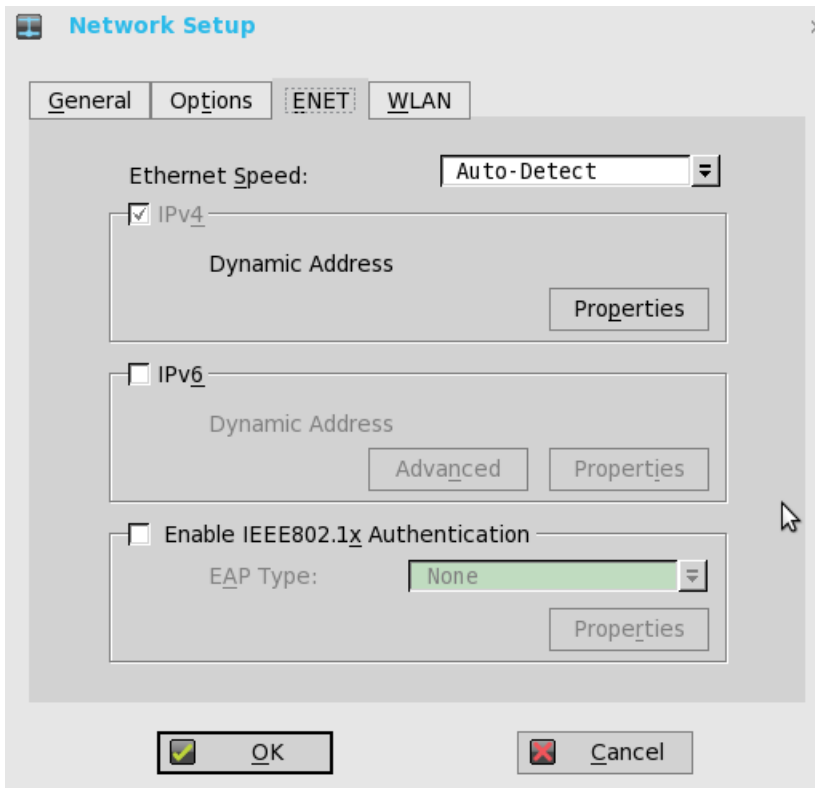 Network Setup
General Options ENET WLAN
Ethernet Speed: Auto-Detect
IPv4
Dynamic Address
Properties
IPv6
Dynamic Address
Advanced Properties
Enable IEEE802.1x Authentication
EAP Type: None
Properties
OK Cancel